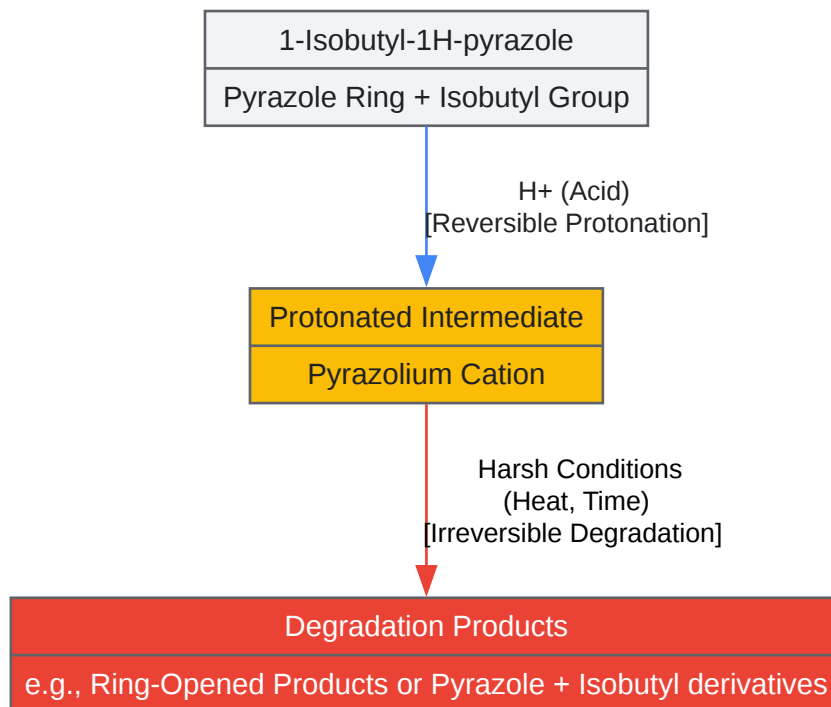 1-Isobutyl-1H-pyrazole
Pyrazole Ring + Isobutyl Group
H+ (Acid)
[Reversible Protonation]
Protonated Intermediate
Pyrazolium Cation
Harsh Conditions
(Heat, Time)
[Irreversible Degradation]
Degradation Products
e.g., Ring-Opened Products or Pyrazole + Isobutyl derivatives